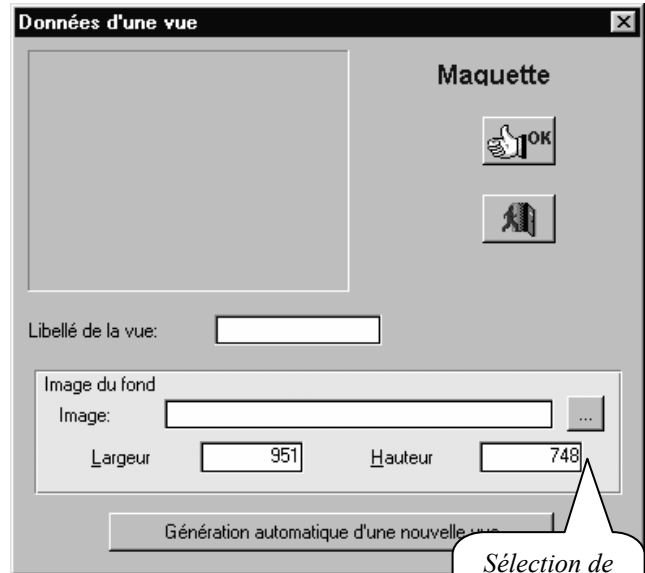 Données d'une vue
Maquette
OK
Libellé de la vue:
Image du fond
Image:
...
Largeur 951 Hauteur 748
Génération automatique d'une nouvelle
Sélection de